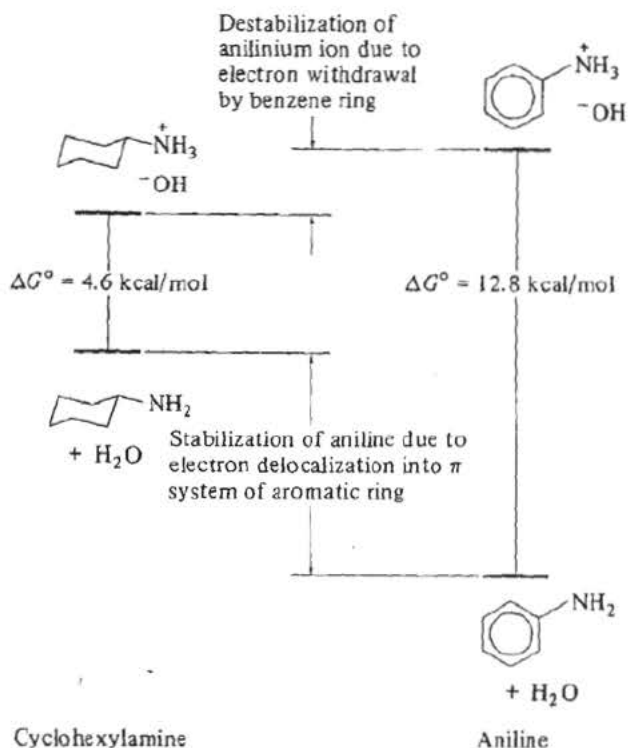 Destabilization of
anilinium ion due to
electron withdrawal
by benzene ring
+
NH3
−OH
+
NH3
−OH
ΔG° = 4.6 kcal/mol
ΔG° = 12.8 kcal/mol
NH2
+ H2O
Stabilization of aniline due to
electron delocalization into π
system of aromatic ring
NH2
+ H2O
Cyclohexylamine
Aniline